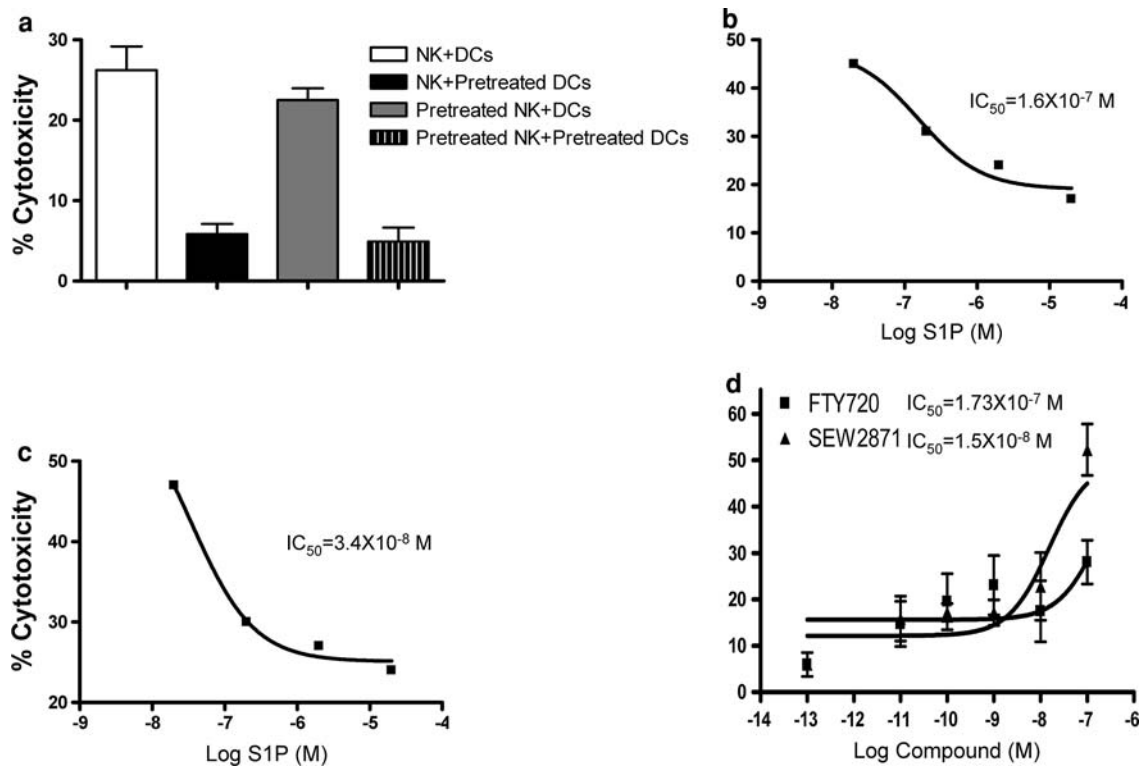 a
% Cytotoxicity
30
20
10
0
NK+DCs
NK+Pretreated DCs
Pretreated NK+DCs
Pretreated NK+Pretreated DCs
b
50
40
30
20
10
0
IC50=1.6X10-7 M
-9 -8 -7 -6 -5 -4
Log S1P (M)
c
% Cytotoxicity
50
40
30
20
IC50=3.4X10-8 M
-9 -8 -7 -6 -5 -4
Log S1P (M)
d
60
50
40
30
20
10
0
FTY720 IC50=1.73X10-7 M
SEW2871 IC50=1.5X10-8 M
-14 -13 -12 -11 -10 -9 -8 -7 -6
Log Compound (M)